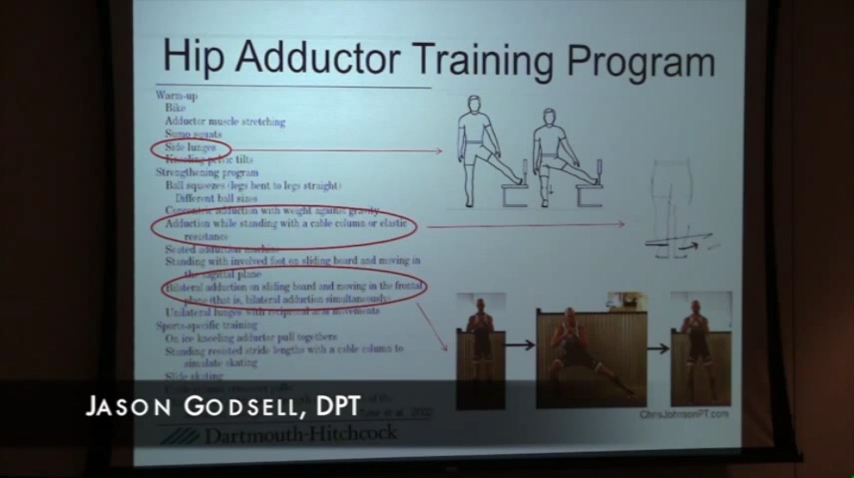 Hip Adductor Training Program
Warm-up
Bike
Adductor muscle stretching
Sumo squats
Side lunges
Kneeling pelvic tilts
Strengthening program
Ball squeezes (legs bent to legs straight)
Different ball sizes
Concentric adduction with weight against gravity
Adduction while standing with a cable column or elastic
resistance
Seated adduction machine
Standing with involved foot on sliding board and moving in
the sagittal plane
Bilateral adduction on sliding board and moving in the frontal
plane (that is, bilateral adduction simultaneously)
Unilateral lunges with reciprocal arm movements
Sports-specific training
On ice kneeling adductor pull togethers
Standing resisted stride lengths with a cable column to
simulate skating
Slide skating
et al., 2002
ChrisJohnsonPT.com
JASON GODSELL, DPT
Dartmouth-Hitchcock